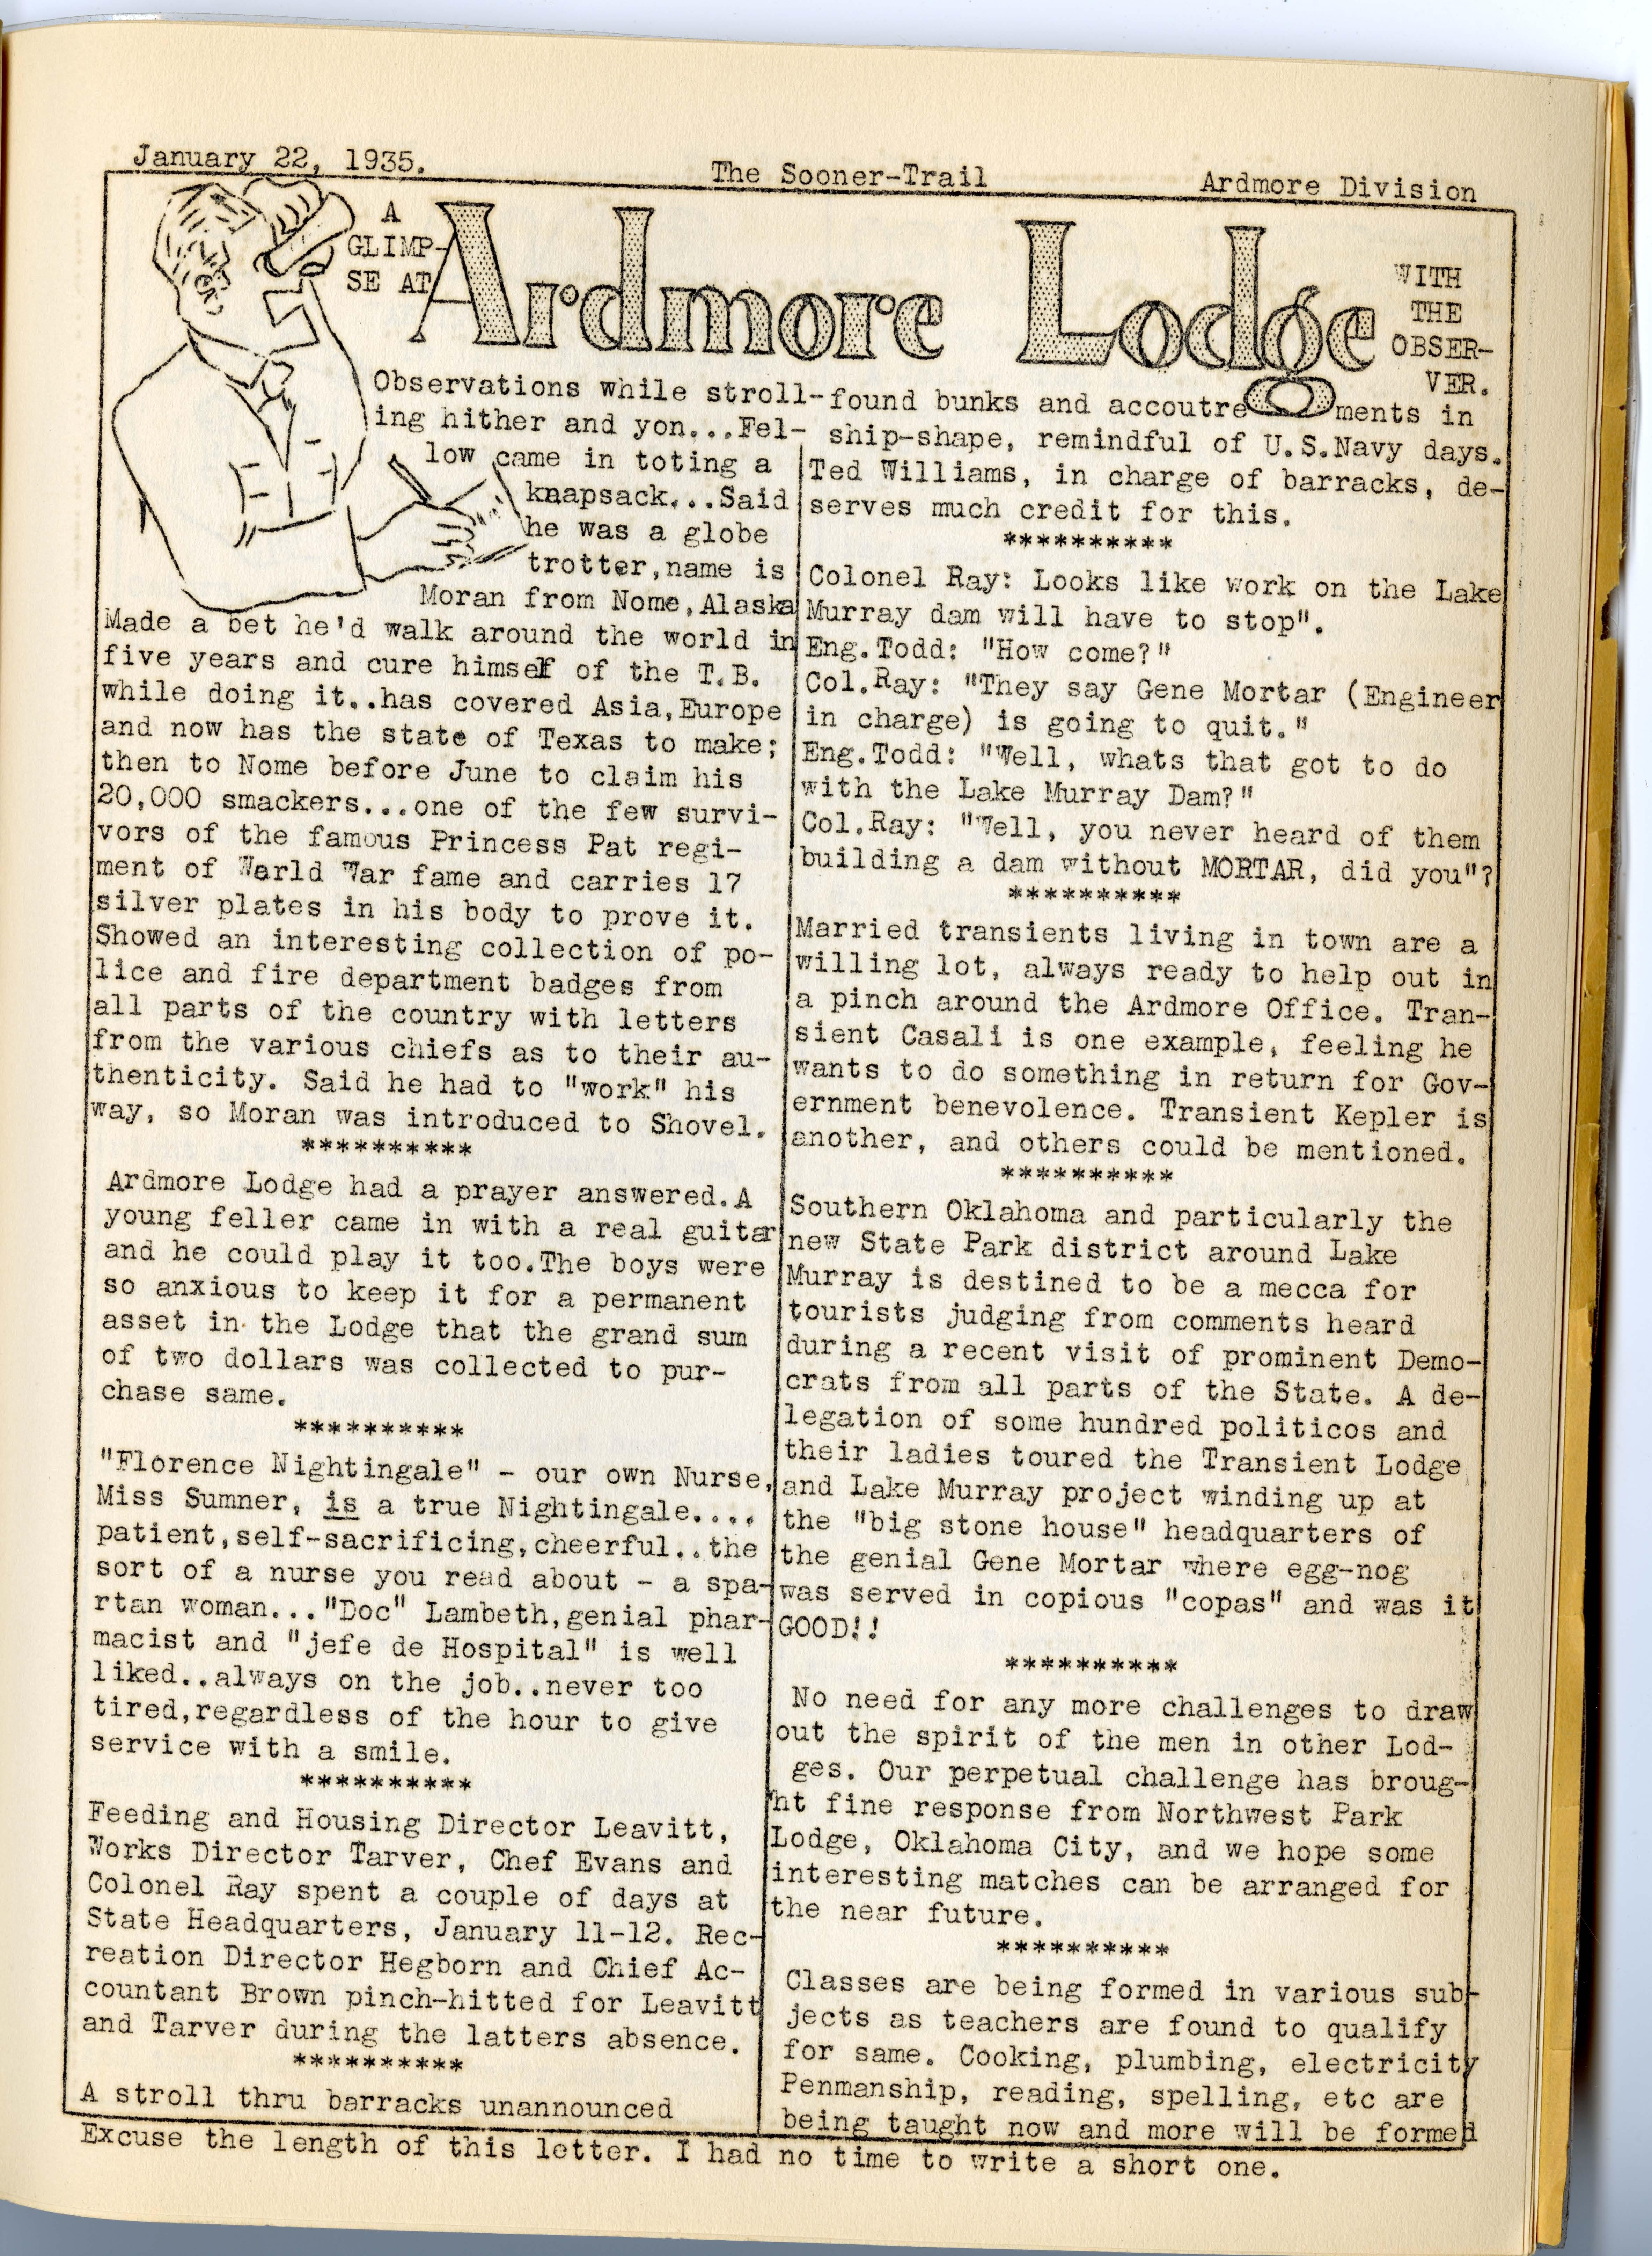 January 22, 1935.
The Sooner-Trail
Ardmore Division
A
GLIMP-
SE AT
Ardmore Lodge
WITH
THE
OBSER-
VER.
Observations while stroll-
ing hither and yon...Fel-
low came in toting a
knapsack...Said
he was a globe
trotter,name is
Moran from Nome,Alaska
Made a bet he'd walk around the world in
five years and cure himself of the T.B.
while doing it..has covered Asia,Europe
and now has the state of Texas to make;
then to Nome before June to claim his
20,000 smackers...one of the few survi-
vors of the famous Princess Pat regi-
ment of Warld War fame and carries 17
silver plates in his body to prove it.
Showed an interesting collection of po-
lice and fire department badges from
all parts of the country with letters
from the various chiefs as to their au-
thenticity. Said he had to "work" his
way, so Moran was introduced to Shovel.
**********
Ardmore Lodge had a prayer answered.A
young feller came in with a real guitar
and he could play it too.The boys were
so anxious to keep it for a permanent
asset in the Lodge that the grand sum
of two dollars was collected to pur-
chase same.
**********
"Florence Nightingale" - our own Nurse,
Miss Sumner, is a true Nightingale....
patient,self-sacrificing,cheerful..the
sort of a nurse you read about - a spa-
rtan woman..."Doc" Lambeth,genial phar-
macist and "jefe de Hospital" is well
liked..always on the job..never too
tired,regardless of the hour to give
service with a smile.
**********
Feeding and Housing Director Leavitt,
Works Director Tarver, Chef Evans and
Colonel Ray spent a couple of days at
State Headquarters, January 11-12. Rec-
reation Director Hegborn and Chief Ac-
countant Brown pinch-hitted for Leavitt
and Tarver during the latters absence.
**********
A stroll thru barracks unannounced
found bunks and accoutrements in
ship-shape, remindful of U.S.Navy days.
Ted Williams, in charge of barracks, de-
serves much credit for this.
**********
Colonel Ray: Looks like work on the Lake
Murray dam will have to stop".
Eng.Todd: "How come?"
Col.Ray: "They say Gene Mortar (Engineer
in charge) is going to quit."
Eng.Todd: "Well, whats that got to do
with the Lake Murray Dam?"
Col.Ray: "Well, you never heard of them
building a dam without MORTAR, did you"?
**********
Married transients living in town are a
willing lot, always ready to help out in
a pinch around the Ardmore Office. Tran-
sient Casali is one example, feeling he
wants to do something in return for Gov-
ernment benevolence. Transient Kepler is
another, and others could be mentioned.
**********
Southern Oklahoma and particularly the
new State Park district around Lake
Murray is destined to be a mecca for
tourists judging from comments heard
during a recent visit of prominent Demo-
crats from all parts of the State. A de-
legation of some hundred politicos and
their ladies toured the Transient Lodge
and Lake Murray project winding up at
the "big stone house" headquarters of
the genial Gene Mortar where egg-nog
was served in copious "copas" and was it
GOOD!!
**********
No need for any more challenges to draw
out the spirit of the men in other Lod-
ges. Our perpetual challenge has broug-
ht fine response from Northwest Park
Lodge, Oklahoma City, and we hope some
interesting matches can be arranged for
the near future.
**********
Classes are being formed in various sub-
jects as teachers are found to qualify
for same. Cooking, plumbing, electricity
Penmanship, reading, spelling, etc are
being taught now and more will be formed
Excuse the length of this letter. I had no time to write a short one.